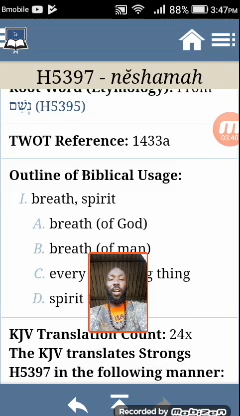 Bmobile 88% 3:47PM
H5397 - nĕshamah
Root Word (Etymology): From
נָשַׁם (H5395)
TWOT Reference: 1433a
03:40
Outline of Biblical Usage:
I. breath, spirit
A. breath (of God)
B. breath (of man)
C. every g thing
D. spirit
KJV Translation Count: 24x
The KJV translates Strongs
H5397 in the following manner:
Recorded by Mobizen